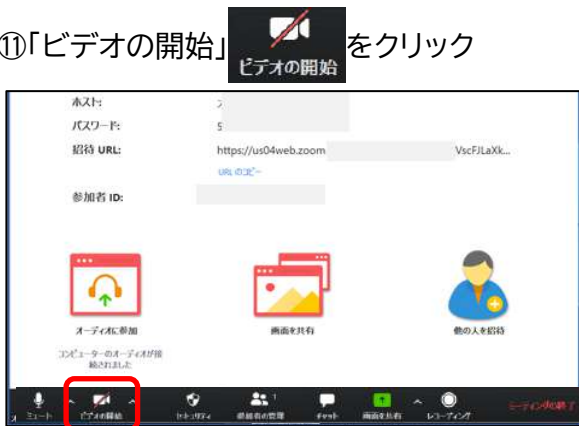 ⑪「ビデオの開始」 ビデオの開始 をクリック
ホスト:
パスワード: 5
招待 URL: https://us04web.zoom VscFJLaXk...
URL のコピー
参加者 ID:
オーディオに参加 画面を共有 他の人を招待
コンピューターのオーディオが接
続されました
ミュート ビデオの開始 セキュリティ 参加者の管理 1 チャット 画面を共有 レコーディング ミーティングの終了